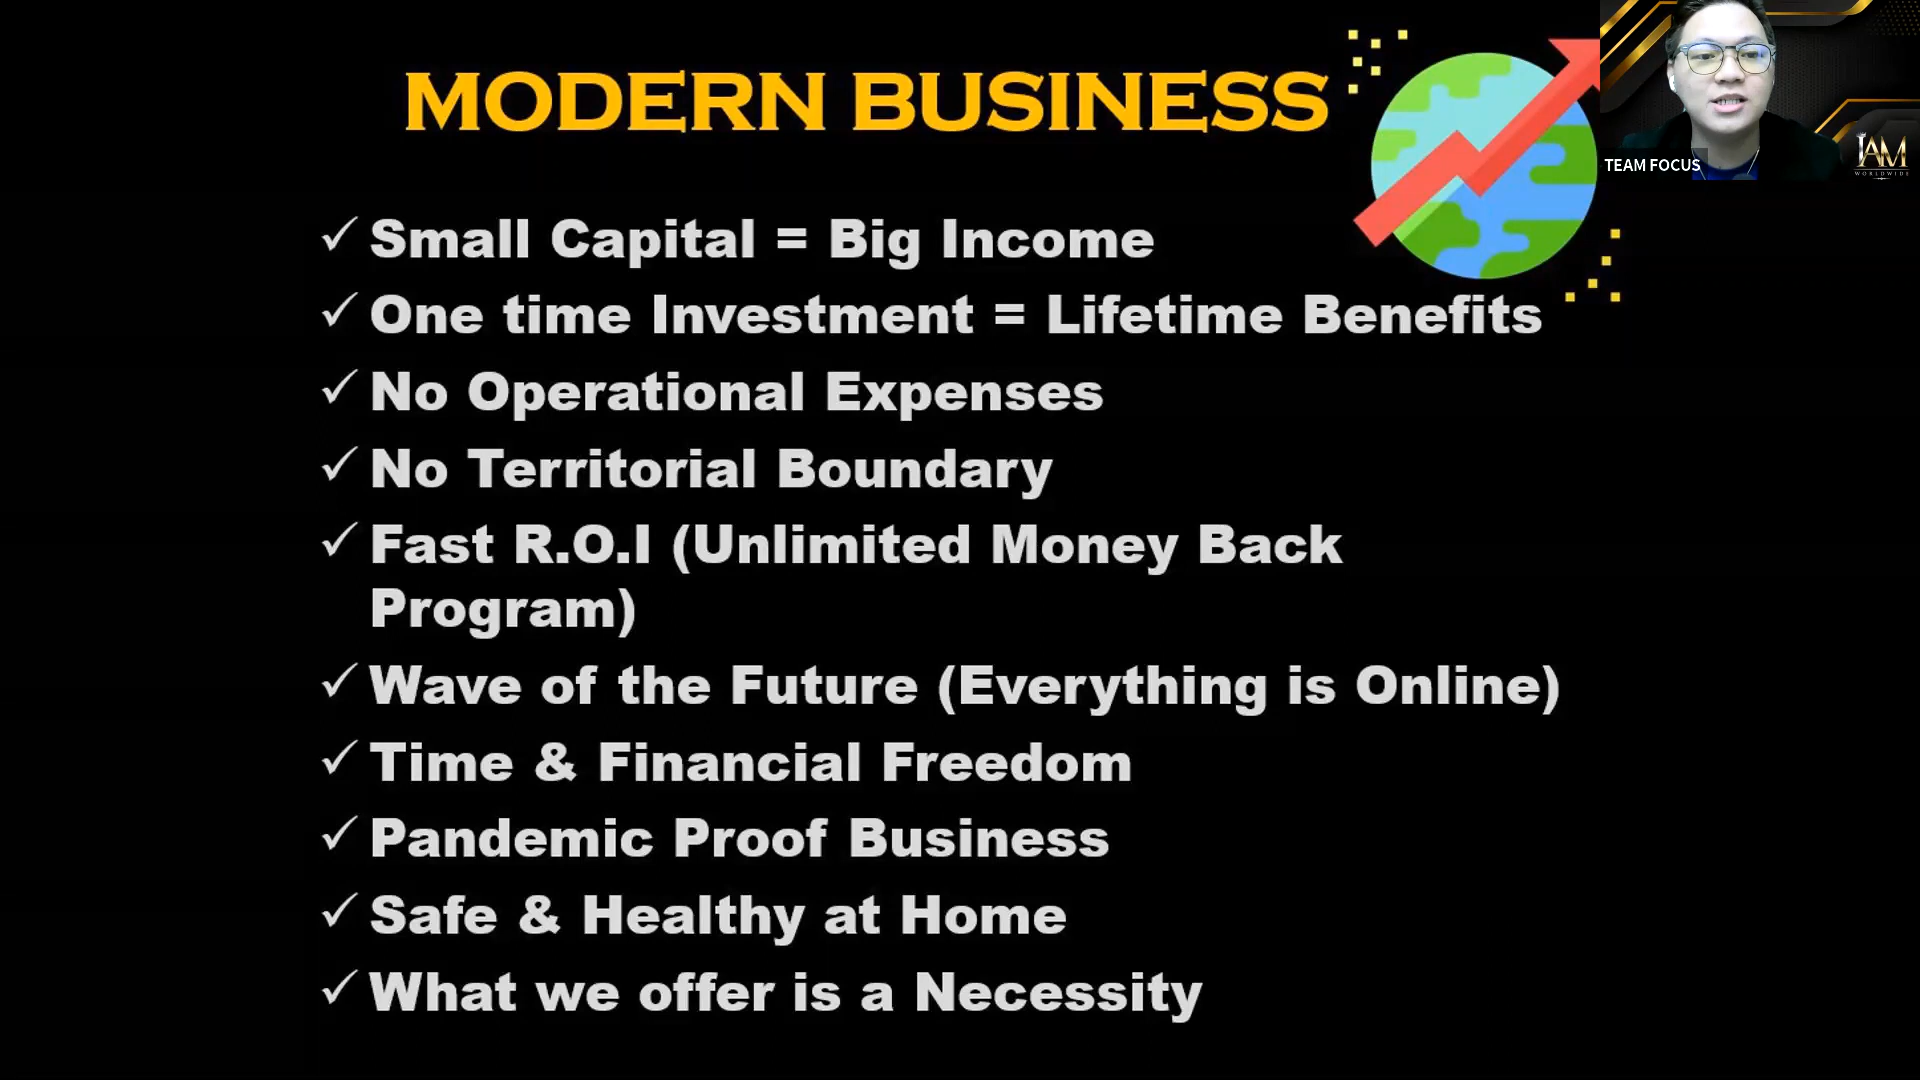 MODERN BUSINESS
TEAM FOCUS
IAM
WORLDWIDE
✓ Small Capital = Big Income
✓ One time Investment = Lifetime Benefits
✓ No Operational Expenses
✓ No Territorial Boundary
✓ Fast R.O.I (Unlimited Money Back
Program)
✓ Wave of the Future (Everything is Online)
✓ Time & Financial Freedom
✓ Pandemic Proof Business
✓ Safe & Healthy at Home
✓ What we offer is a Necessity